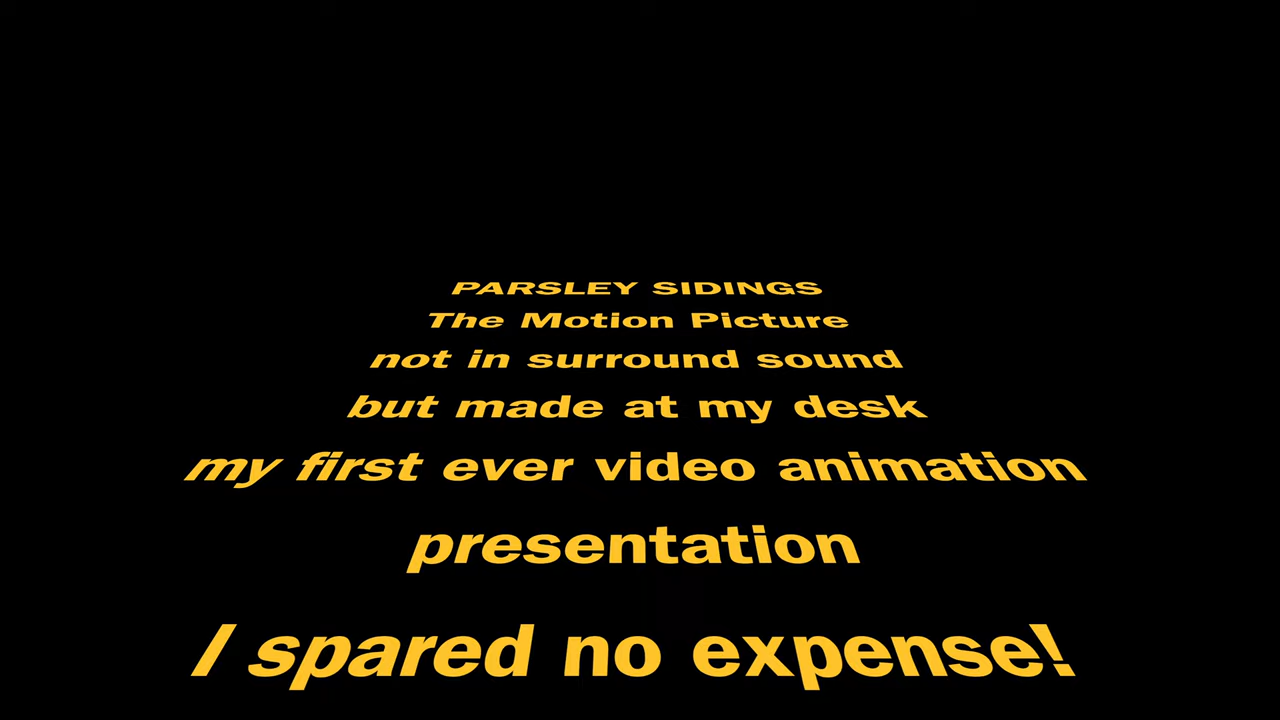 PARSLEY SIDINGS
The Motion Picture
not in surround sound
but made at my desk
my first ever video animation
presentation
I spared no expense!